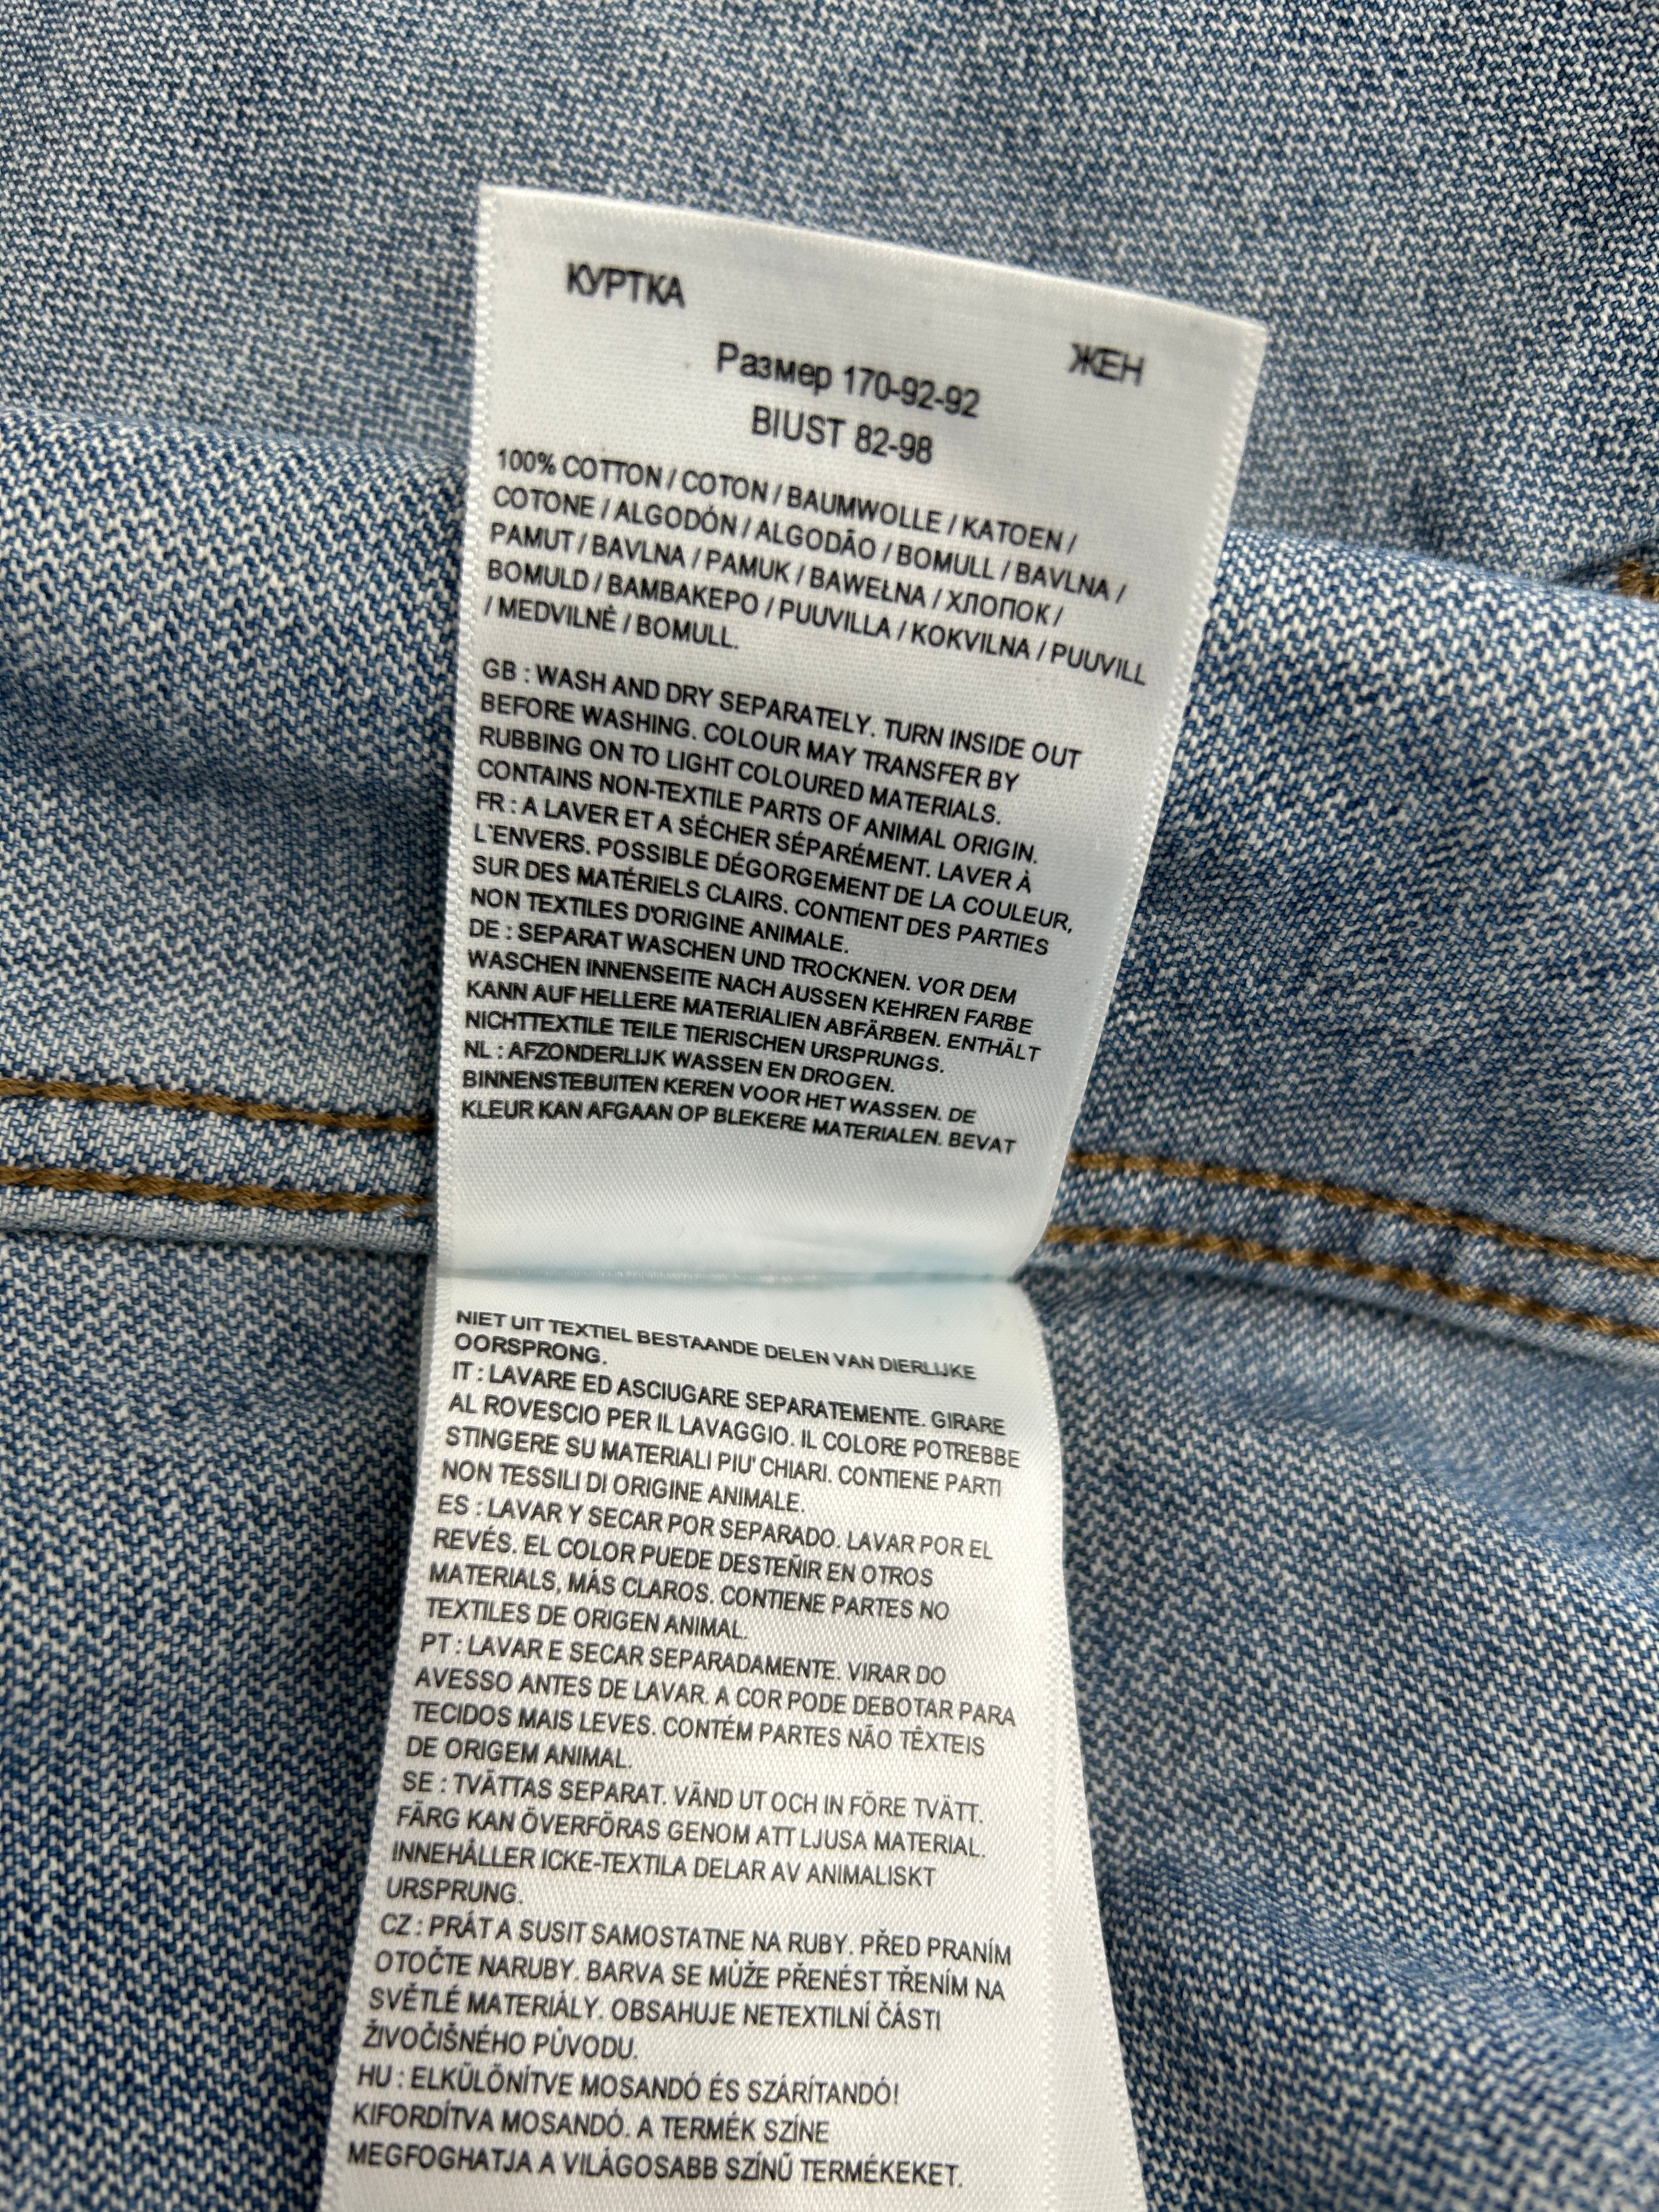 КУРТКА
ЖЕН
Размер 170-92-92
BIUST 82-98
100% COTTON / COTON / BAUMWOLLE / KATOEN /
COTONE / ALGODÓN / ALGODÃO / BOMULL / BAVLNA /
PAMUT / BAVLNA / PAMUK / BAWEŁNA / ХЛОПОК /
BOMULD / BAMBAKEPO / PUUVILLA / KOKVILNA / PUUVILL
/ MEDVILNÉ / BOMULL.
GB : WASH AND DRY SEPARATELY. TURN INSIDE OUT
BEFORE WASHING. COLOUR MAY TRANSFER BY
RUBBING ON TO LIGHT COLOURED MATERIALS.
CONTAINS NON-TEXTILE PARTS OF ANIMAL ORIGIN.
FR : A LAVER ET A SÉCHER SÉPARÉMENT. LAVER À
L`ENVERS. POSSIBLE DÉGORGEMENT DE LA COULEUR,
SUR DES MATÉRIELS CLAIRS. CONTIENT DES PARTIES
NON TEXTILES D'ORIGINE ANIMALE.
DE : SEPARAT WASCHEN UND TROCKNEN. VOR DEM
WASCHEN INNENSEITE NACH AUSSEN KEHREN FARBE
KANN AUF HELLERE MATERIALIEN ABFÄRBEN. ENTHÄLT
NICHTTEXTILE TEILE TIERISCHEN URSPRUNGS.
NL : AFZONDERLIJK WASSEN EN DROGEN.
BINNENSTEBUITEN KEREN VOOR HET WASSEN. DE
KLEUR KAN AFGAAN OP BLEKERE MATERIALEN. BEVAT
NIET UIT TEXTIEL BESTAANDE DELEN VAN DIERLIJKE
OORSPRONG.
IT : LAVARE ED ASCIUGARE SEPARATEMENTE. GIRARE
AL ROVESCIO PER IL LAVAGGIO. IL COLORE POTREBBE
STINGERE SU MATERIALI PIU' CHIARI. CONTIENE PARTI
NON TESSILI DI ORIGINE ANIMALE.
ES : LAVAR Y SECAR POR SEPARADO. LAVAR POR EL
REVÉS. EL COLOR PUEDE DESTEÑIR EN OTROS
MATERIALS, MÁS CLAROS. CONTIENE PARTES NO
TEXTILES DE ORIGEN ANIMAL.
PT : LAVAR E SECAR SEPARADAMENTE. VIRAR DO
AVESSO ANTES DE LAVAR. A COR PODE DEBOTAR PARA
TECIDOS MAIS LEVES. CONTÉM PARTES NÃO TÊXTEIS
DE ORIGEM ANIMAL.
SE : TVÄTTAS SEPARAT. VÄND UT OCH IN FÖRE TVÄTT.
FÄRG KAN ÖVERFÖRAS GENOM ATT LJUSA MATERIAL.
INNEHÅLLER ICKE-TEXTILA DELAR AV ANIMALISKT
URSPRUNG.
CZ : PRÁT A SUSIT SAMOSTATNE NA RUBY. PŘED PRANÍM
OTOČTE NARUBY. BARVA SE MŮŽE PŘENÉST TŘENÍM NA
SVĚTLÉ MATERIÁLY. OBSAHUJE NETEXTILNÍ ČÁSTI
ŽIVOČIŠNÉHO PŮVODU.
HU : ELKÜLÖNÍTVE MOSANDÓ ÉS SZÁRÍTANDÓ!
KIFORDÍTVA MOSANDÓ. A TERMÉK SZÍNE
MEGFOGHATJA A VILÁGOSABB SZÍNŰ TERMÉKEKET.